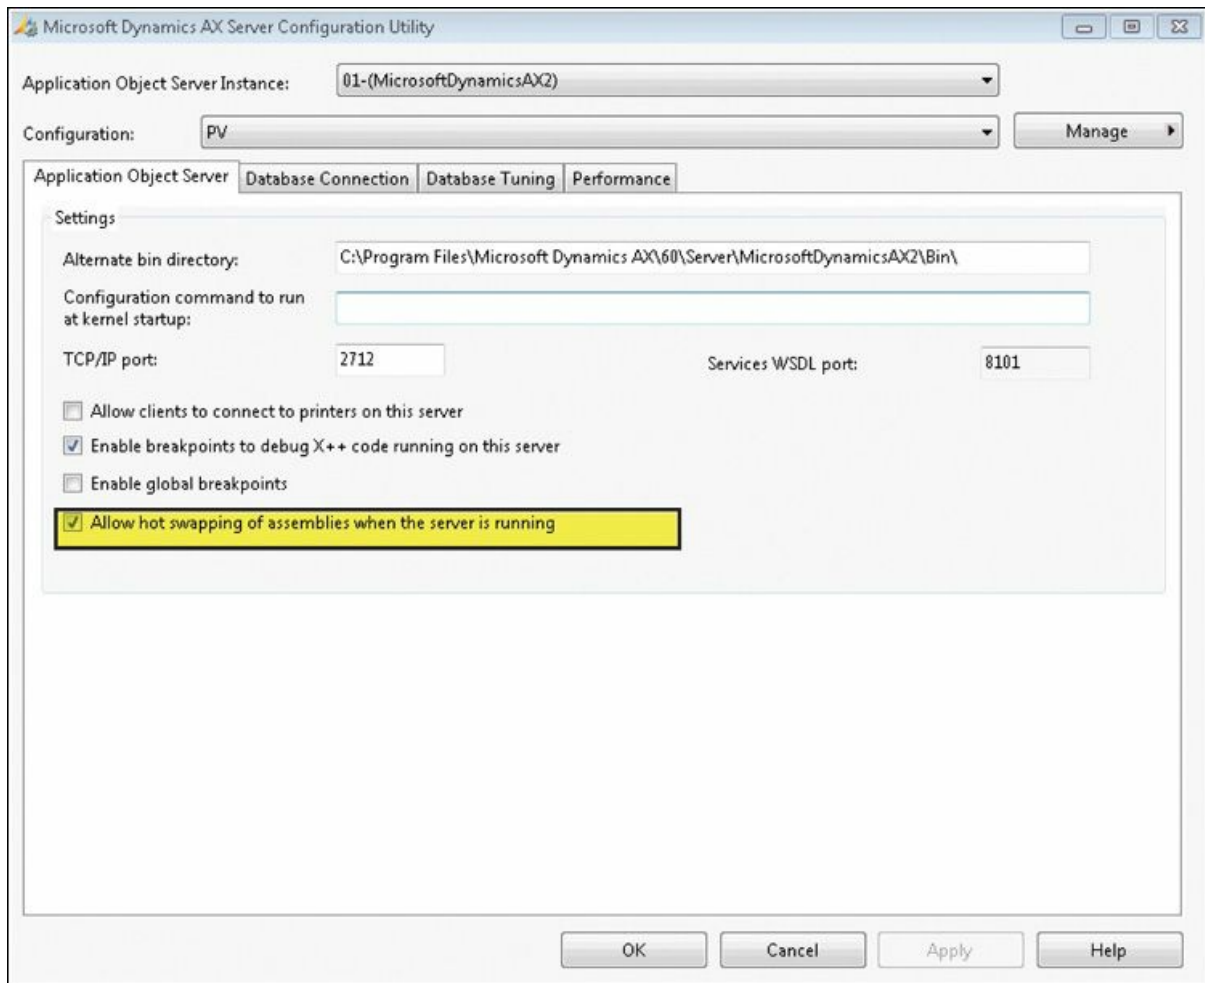 Microsoft Dynamics AX Server Configuration Utility
Application Object Server Instance: 01-(MicrosoftDynamicsAX2)
Configuration: PV Manage
Application Object Server Database Connection Database Tuning Performance
Settings
Alternate bin directory: C:\Program Files\Microsoft Dynamics AX\60\Server\MicrosoftDynamicsAX2\Bin\
Configuration command to run
at kernel startup:
TCP/IP port: 2712 Services WSDL port: 8101
Allow clients to connect to printers on this server
Enable breakpoints to debug X++ code running on this server
Enable global breakpoints
Allow hot swapping of assemblies when the server is running
OK Cancel Apply Help